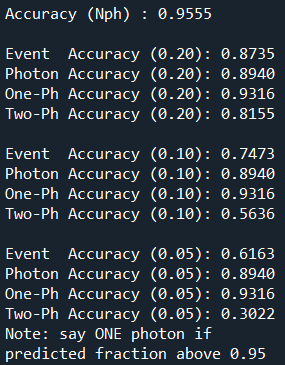 Accuracy (Nph) : 0.9555
Event  Accuracy (0.20): 0.8735
Photon Accuracy (0.20): 0.8940
One-Ph Accuracy (0.20): 0.9316
Two-Ph Accuracy (0.20): 0.8155
Event  Accuracy (0.10): 0.7473
Photon Accuracy (0.10): 0.8940
One-Ph Accuracy (0.10): 0.9316
Two-Ph Accuracy (0.10): 0.5636
Event  Accuracy (0.05): 0.6163
Photon Accuracy (0.05): 0.8940
One-Ph Accuracy (0.05): 0.9316
Two-Ph Accuracy (0.05): 0.3022
Note: say ONE photon if
predicted fraction above 0.95